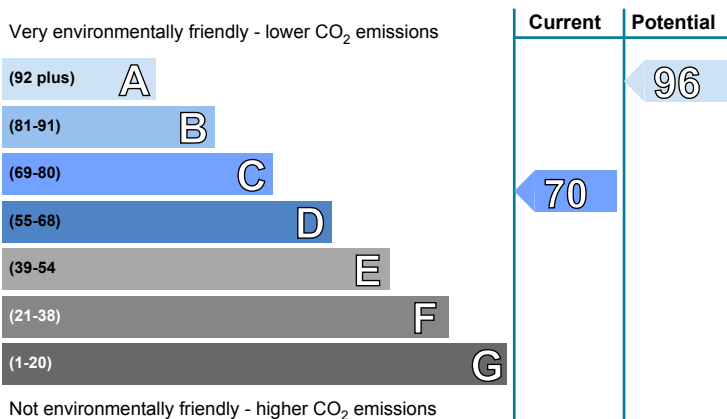 Current Potential
Very environmentally friendly - lower CO2 emissions
(92 plus) A 96
(81-91) B
(69-80) C 70
(55-68) D
(39-54 E
(21-38) F
(1-20) G
Not environmentally friendly - higher CO2 emissions